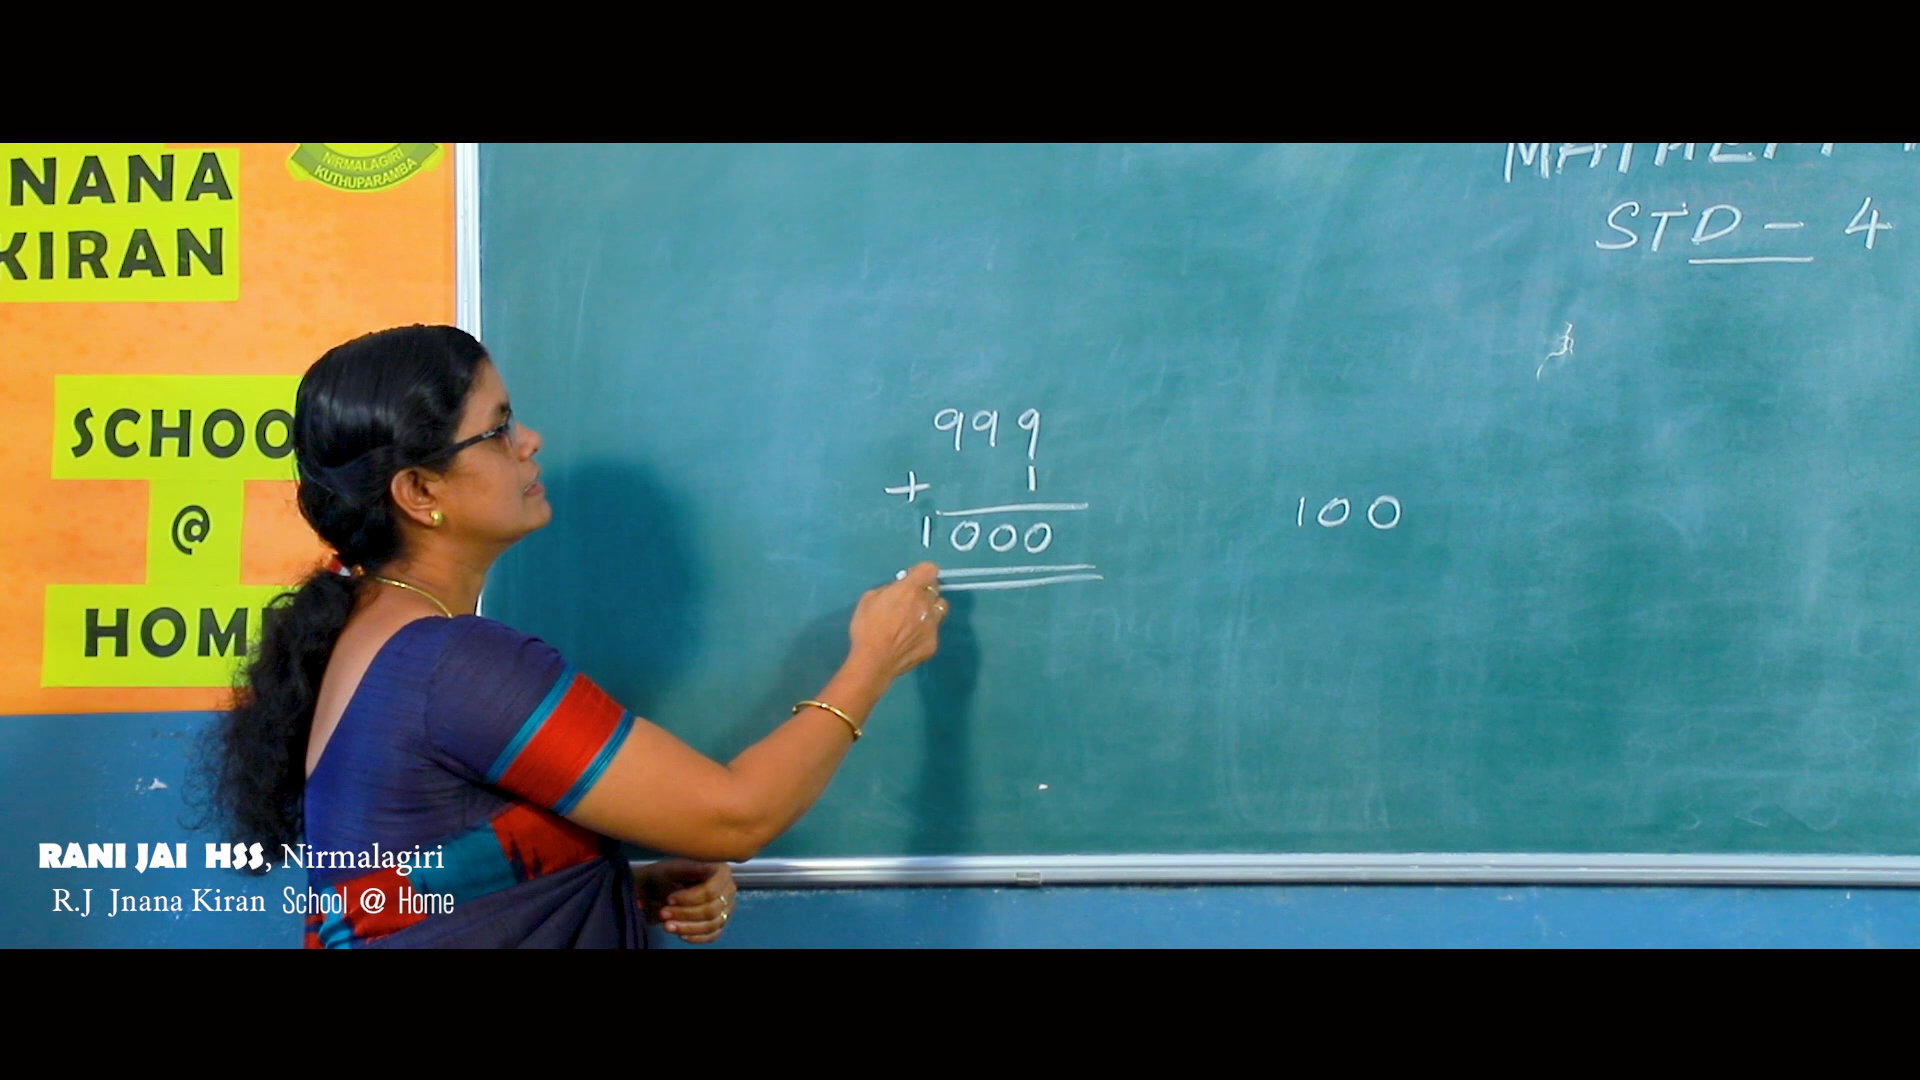 NANA
KIRAN
SCHOO
@
HOM
NIRMALAGIRI
KUTHUPARAMBA
STD - 4
999
+ 1
1000
100
RANI JAI HSS, Nirmalagiri
R.J Jnana Kiran School @ Home